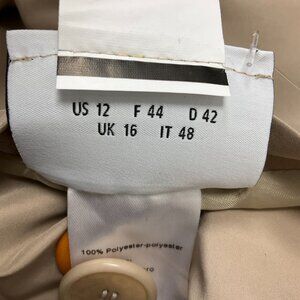 US 12 F 44 D 42
UK 16 IT 48
100% Polyester-polyester